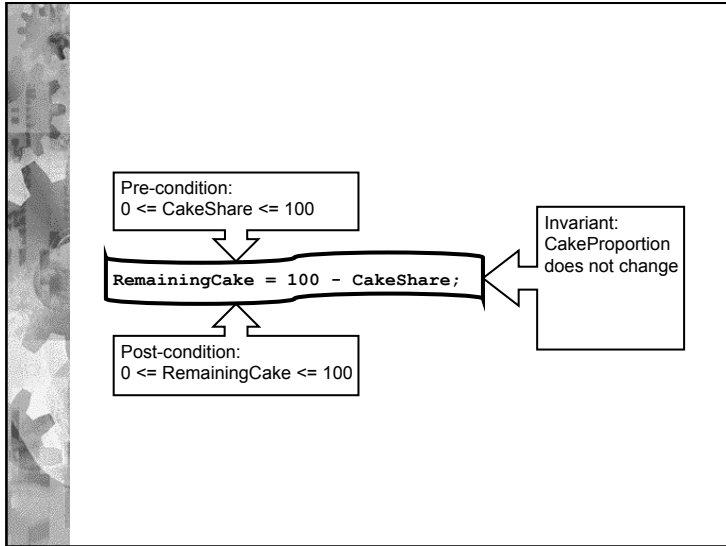 Pre-condition:
0 <= CakeShare <= 100
Invariant:
CakeProportion
does not change
RemainingCake = 100 - CakeShare;
Post-condition:
0 <= RemainingCake <= 100